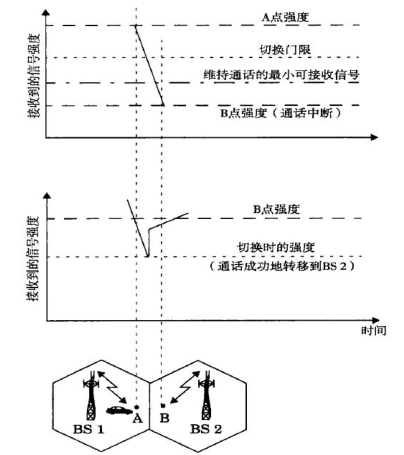 A点强度
切换门限
维持通话的最小可接收信号
B点强度(通话中断)
接收到的信号强度
B点强度
切换时的强度
(通话成功地转移到BS 2)
接收到的信号强度
时间
A
B
BS 1
BS 2